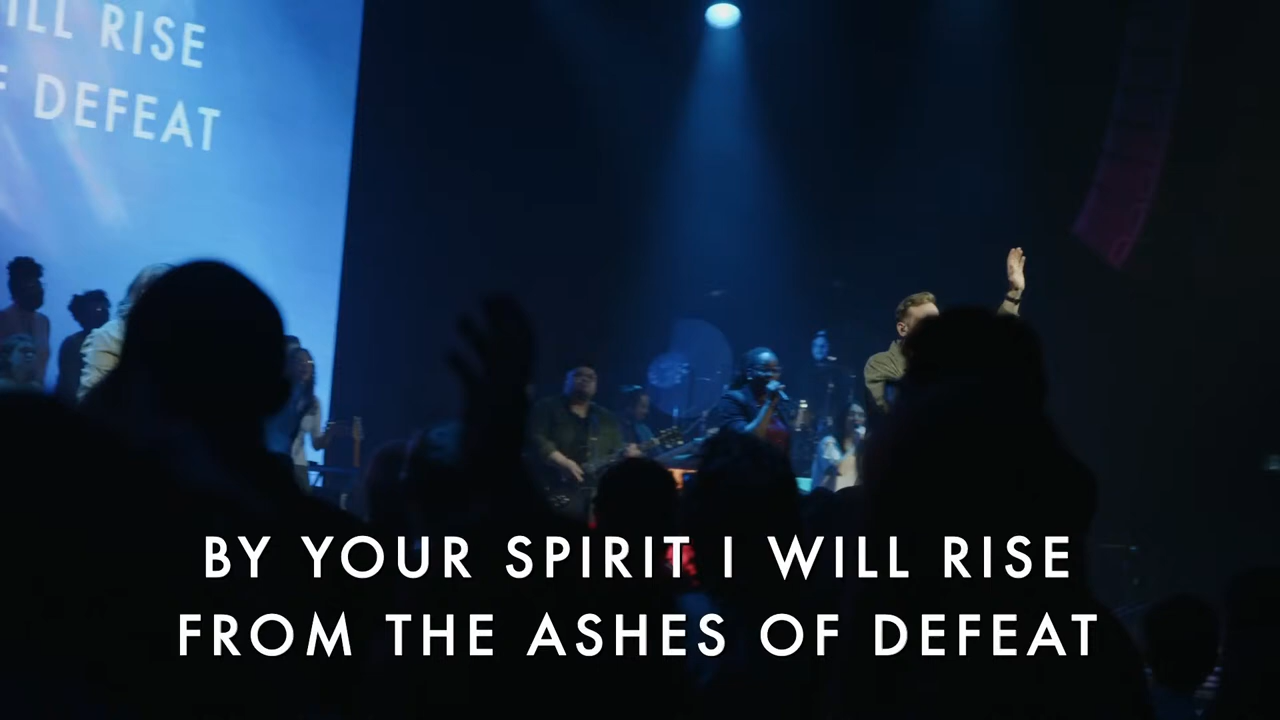 ILL RISE
F DEFEAT
BY YOUR SPIRIT I WILL RISE
FROM THE ASHES OF DEFEAT